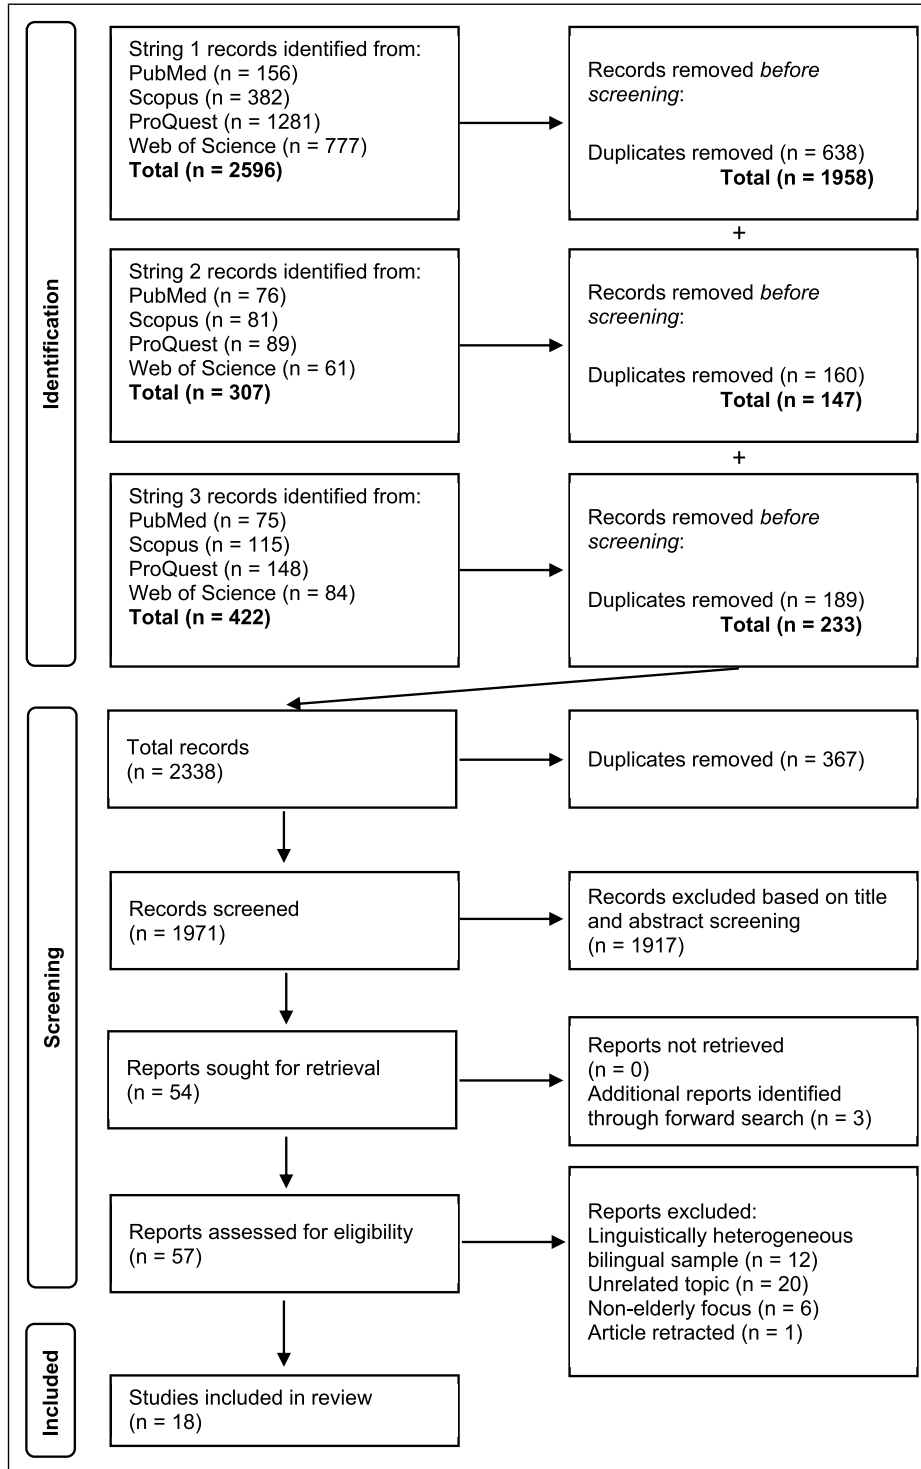 Identification
String 1 records identified from:
PubMed (n = 156)
Scopus (n = 382)
ProQuest (n = 1281)
Web of Science (n = 777)
Total (n = 2596)
Records removed before
screening:
Duplicates removed (n = 638)
Total (n = 1958)
+
String 2 records identified from:
PubMed (n = 76)
Scopus (n = 81)
ProQuest (n = 89)
Web of Science (n = 61)
Total (n = 307)
Records removed before
screening:
Duplicates removed (n = 160)
Total (n = 147)
+
String 3 records identified from:
PubMed (n = 75)
Scopus (n = 115)
ProQuest (n = 148)
Web of Science (n = 84)
Total (n = 422)
Records removed before
screening:
Duplicates removed (n = 189)
Total (n = 233)
Screening
Total records
(n = 2338)
Duplicates removed (n = 367)
Records screened
(n = 1971)
Records excluded based on title
and abstract screening
(n = 1917)
Reports sought for retrieval
(n = 54)
Reports not retrieved
(n = 0)
Additional reports identified
through forward search (n = 3)
Reports assessed for eligibility
(n = 57)
Reports excluded:
Linguistically heterogeneous
bilingual sample (n = 12)
Unrelated topic (n = 20)
Non-elderly focus (n = 6)
Article retracted (n = 1)
Included
Studies included in review
(n = 18)